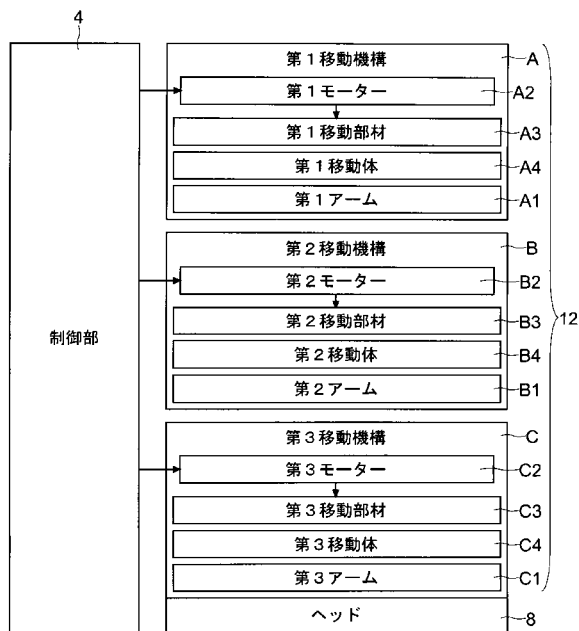 4
第1移動機構 A
第1モーター A2
第1移動部材 A3
第1移動体 A4
第1アーム A1
第2移動機構 B
第2モーター B2
第2移動部材 B3
制御部
12
第2移動体 B4
第2アーム B1
第3移動機構 C
第3モーター C2
第3移動部材 C3
第3移動体 C4
第3アーム C1
ヘッド 8